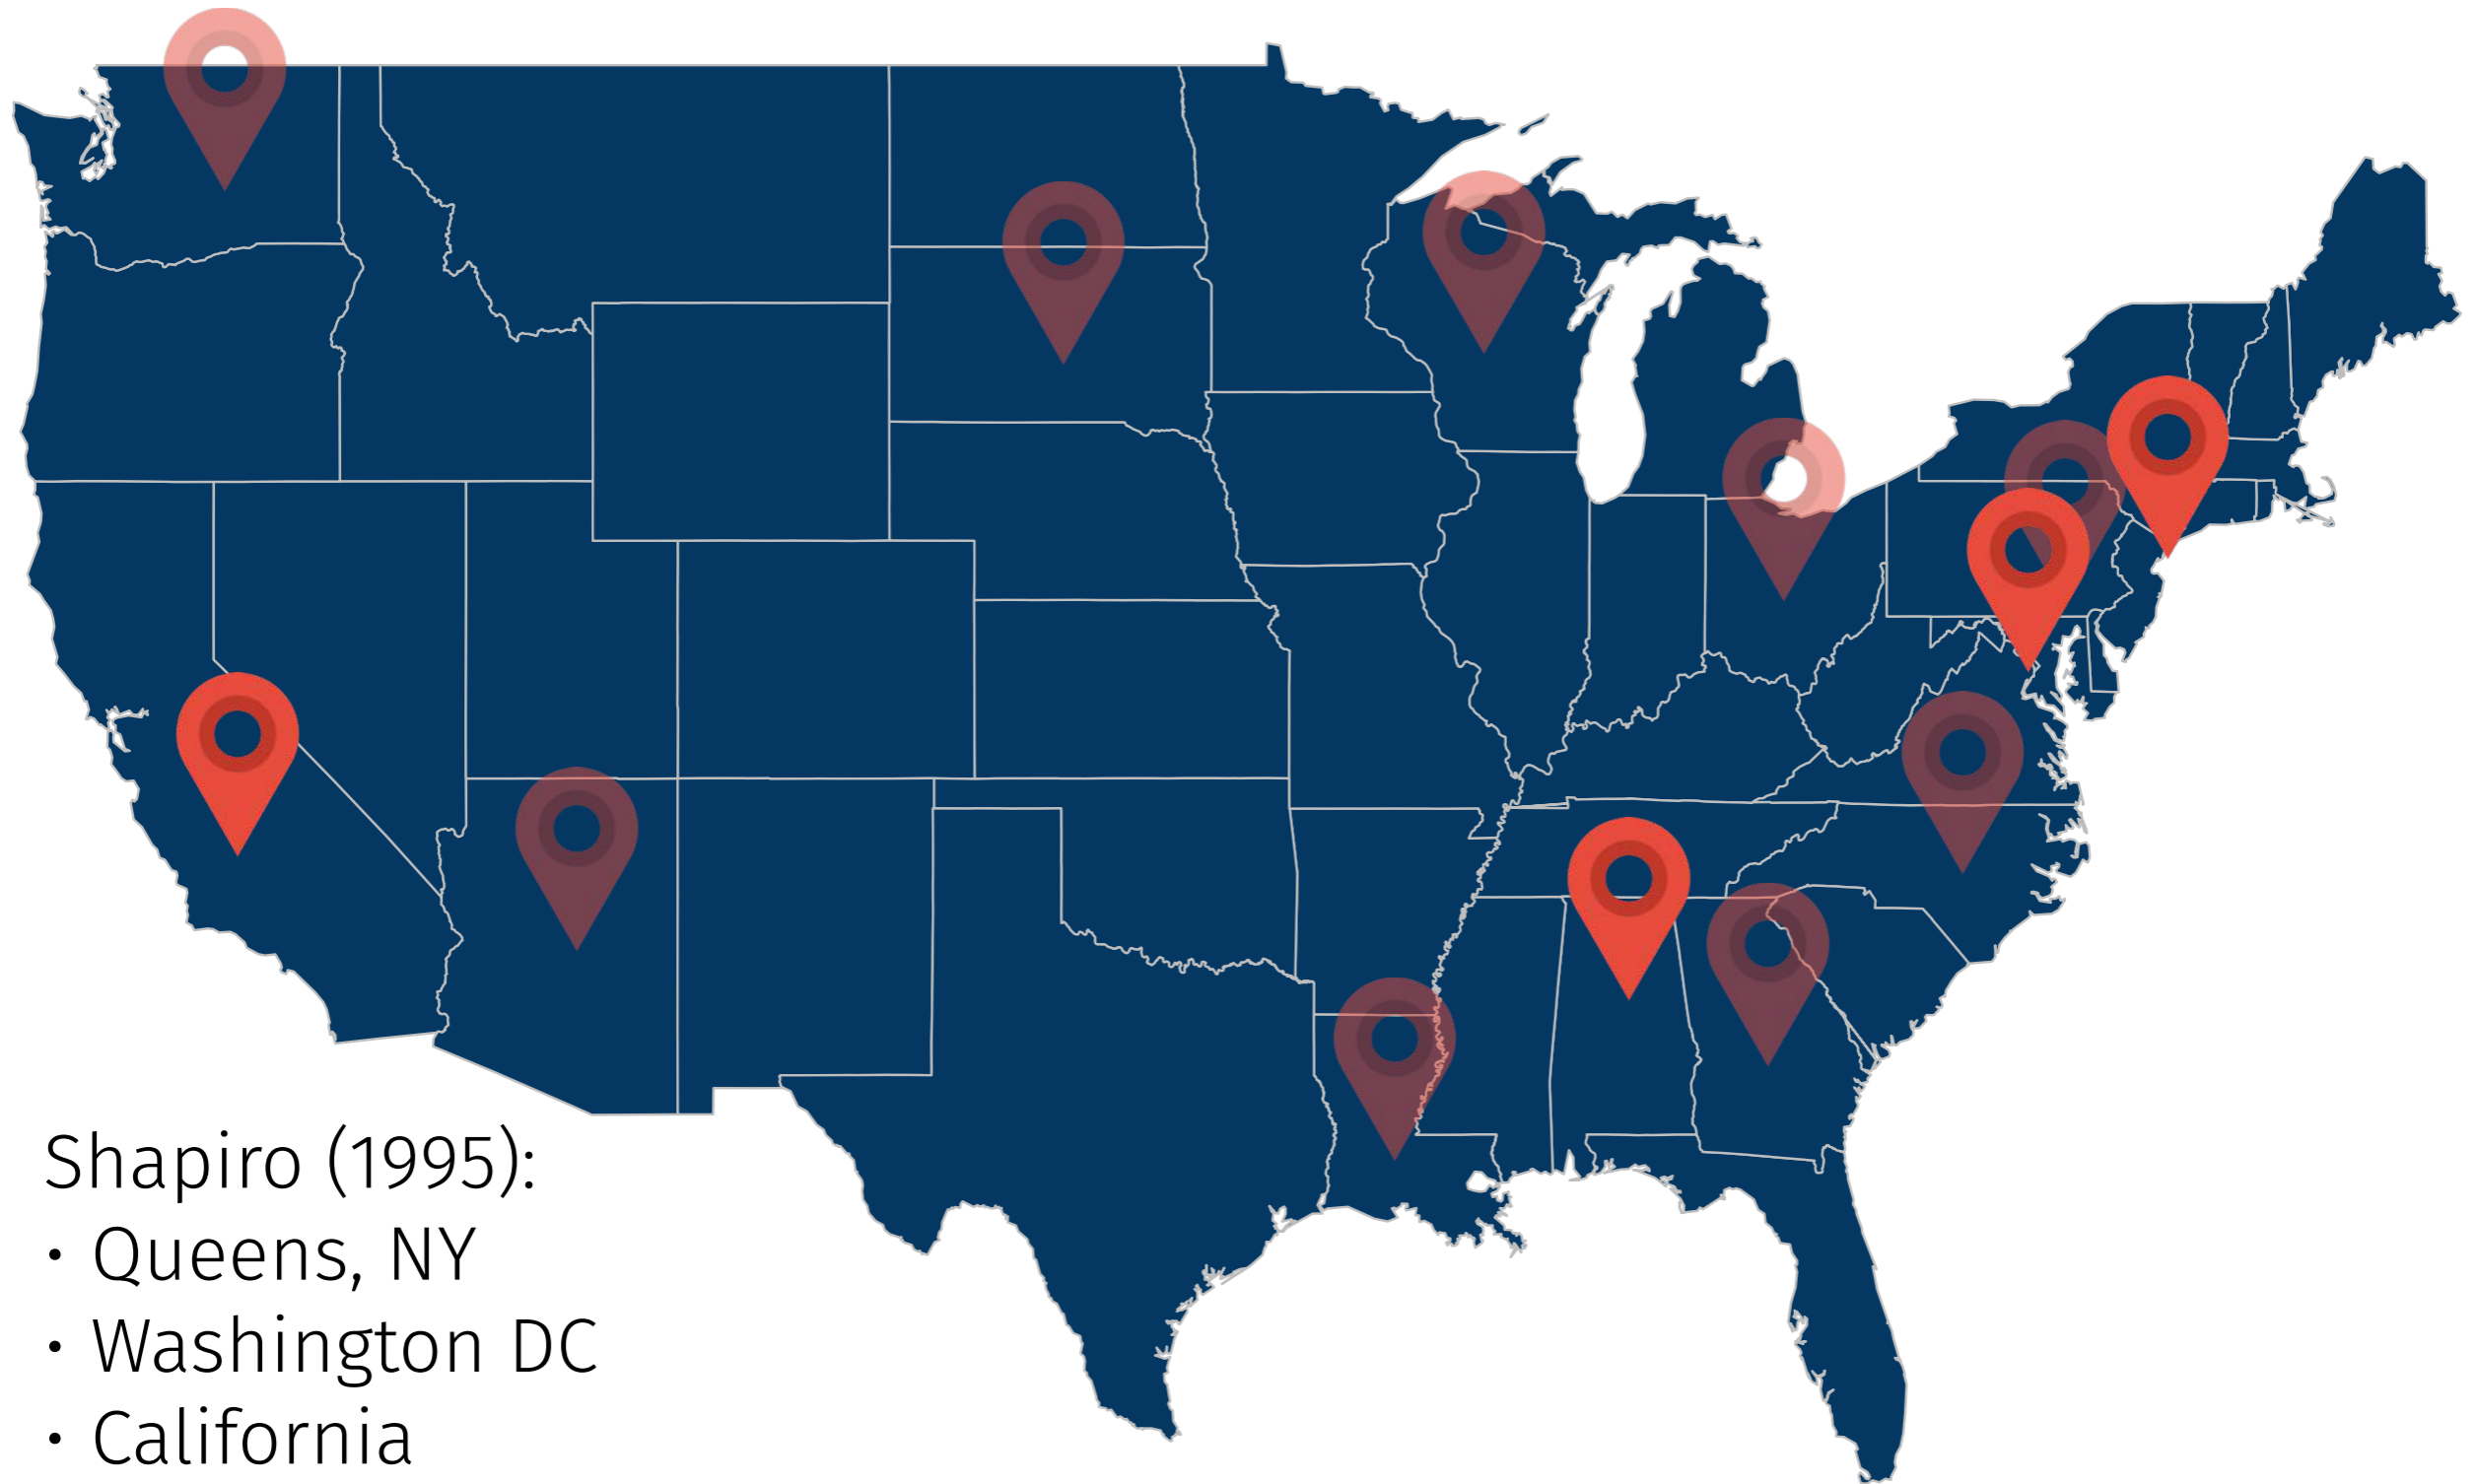 Shapiro (1995):
• Queens, NY
• Washington DC
• California